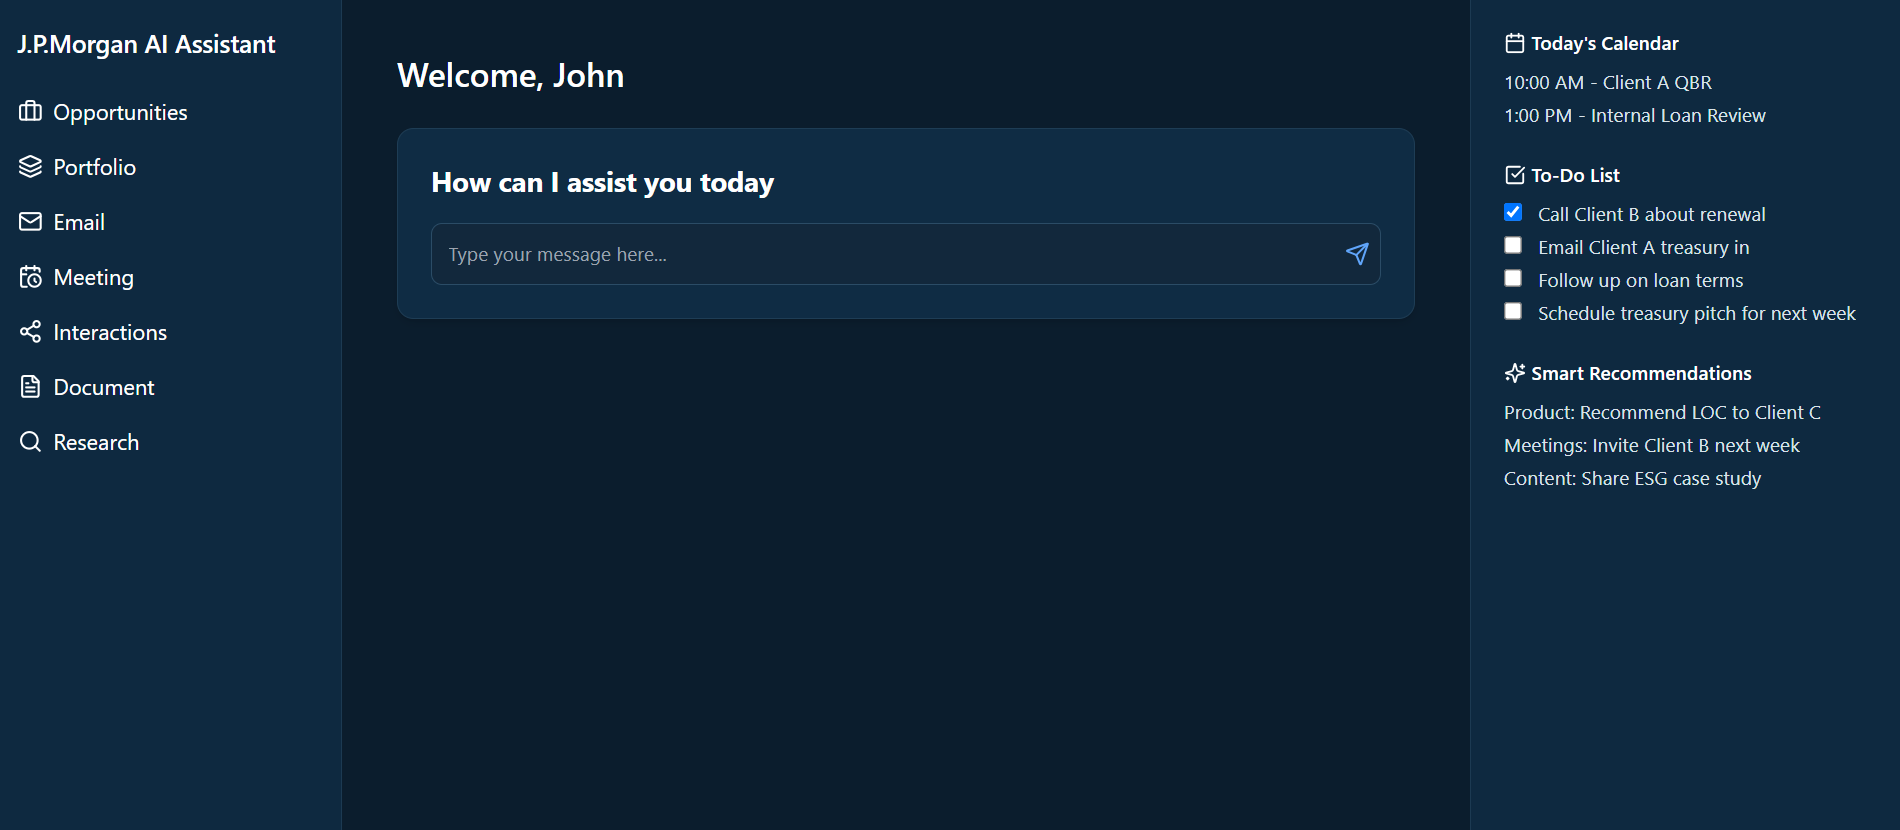 J.P.Morgan AI Assistant
Opportunities
Portfolio
Email
Meeting
Interactions
Document
Research
Welcome, John
How can I assist you today
Type your message here...
Today's Calendar
10:00 AM - Client A QBR
1:00 PM - Internal Loan Review
To-Do List
Call Client B about renewal
Email Client A treasury in
Follow up on loan terms
Schedule treasury pitch for next week
Smart Recommendations
Product: Recommend LOC to Client C
Meetings: Invite Client B next week
Content: Share ESG case study